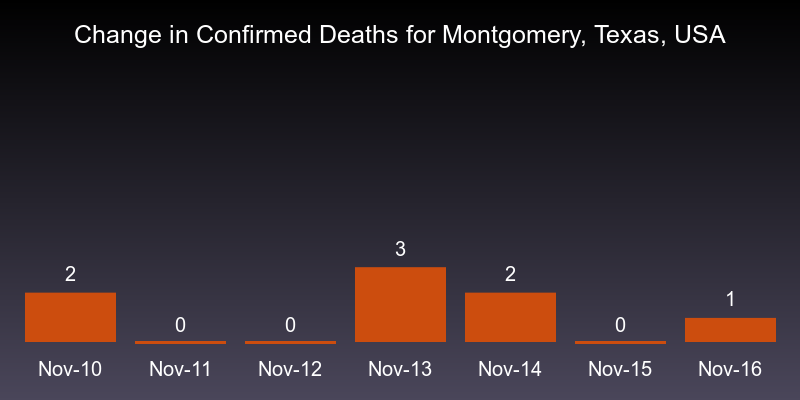 Change in Confirmed Deaths for Montgomery, Texas, USA
2 0 0 3 2 0 1
Nov-10 Nov-11 Nov-12 Nov-13 Nov-14 Nov-15 Nov-16